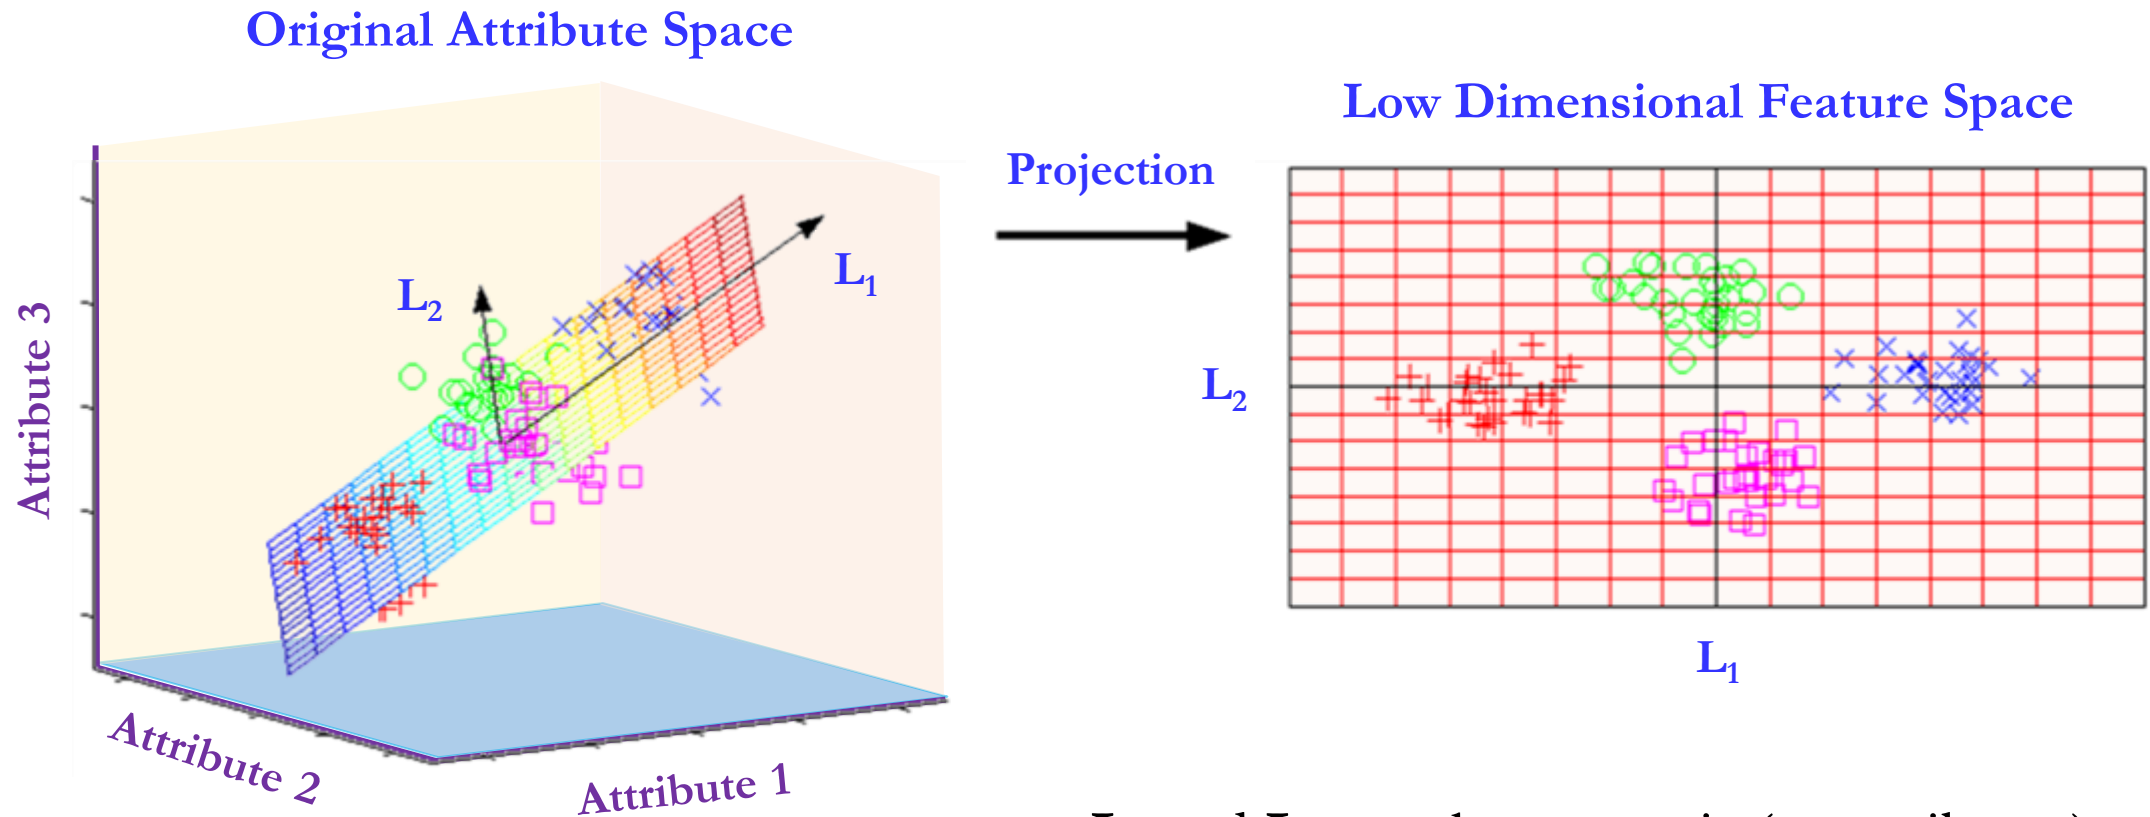 Original Attribute Space
Low Dimensional Feature Space
Projection
L1
L2
Attribute 3
L2
L1
Attribute 2
Attribute 1